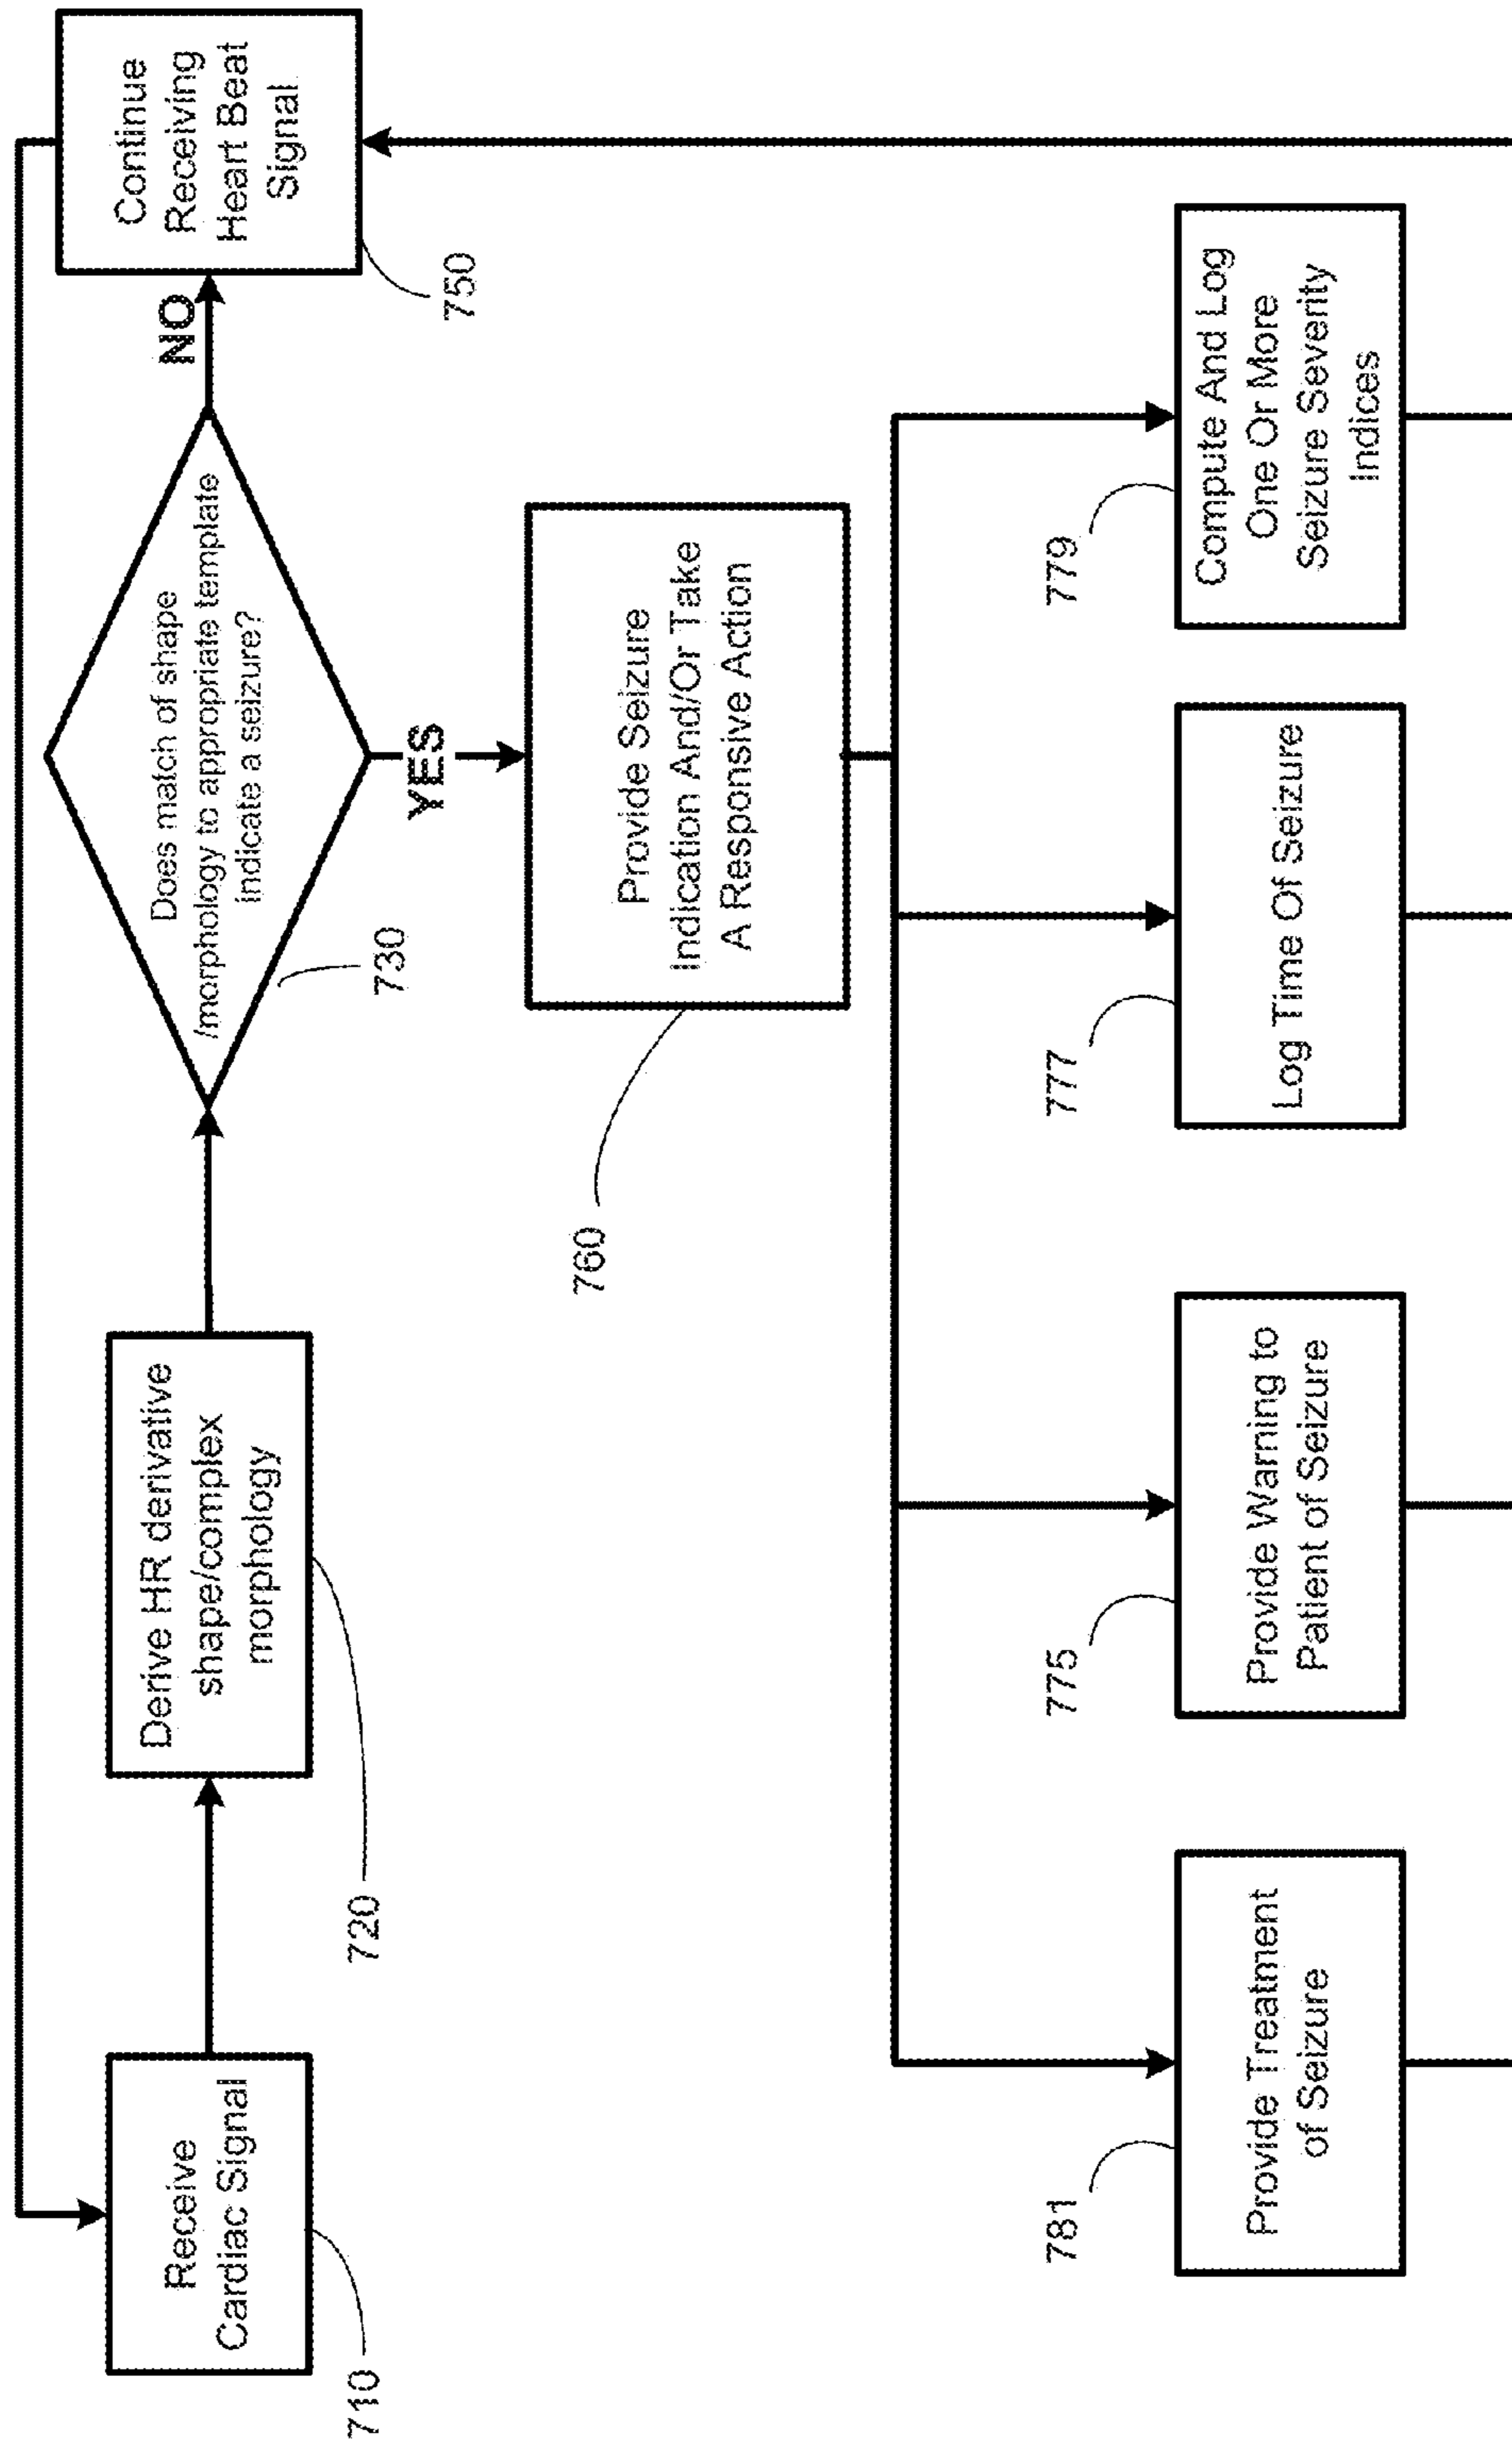 Receive
Cardiac Signal
710
Derive HR derivative
shape/complex
morphology
720
Does match of shape
/morphology to appropriate template
indicate a seizure?
730
NO
Continue
Receiving
Heart Beat
Signal
750
YES
Provide Seizure
Indication And/Or Take
A Responsive Action
760
781
Provide Treatment
of Seizure
775
Provide Warning to
Patient of Seizure
777
Log Time Of Seizure
779
Compute And Log
One Or More
Seizure Severity
Indices